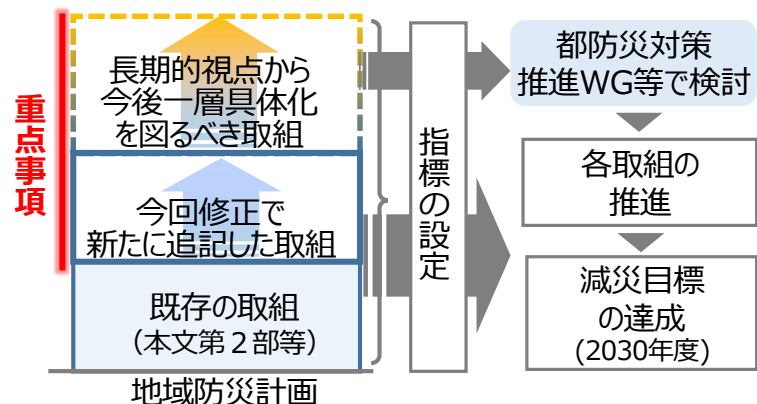 重点事項
長期的視点から
今後一層具体化
を図るべき取組
今回修正で
新たに追記した取組
既存の取組
（本文第２部等）
地域防災計画
指標の設定
都防災対策
推進WG等で検討
各取組の
推進
減災目標
の達成
(2030年度)